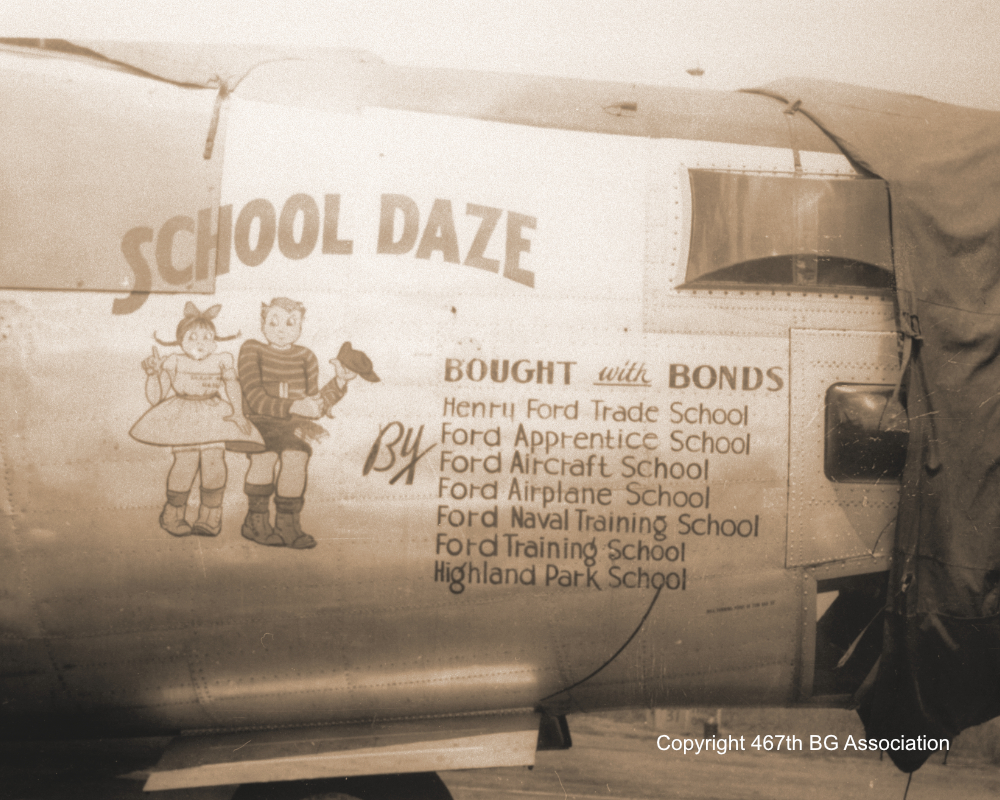 SCHOOL DAZE
BOUGHT with BONDS
By
Henry Ford Trade School
Ford Apprentice School
Ford Aircraft School
Ford Airplane School
Ford Naval Training School
Ford Training School
Highland Park School
Copyright 467th BG Association